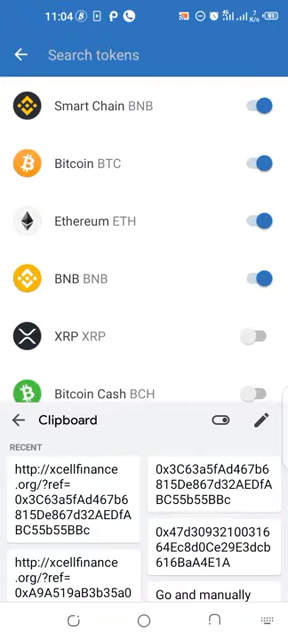 11:04
Search tokens
Smart Chain BNB
Bitcoin BTC
Ethereum ETH
BNB BNB
XRP XRP
Bitcoin Cash BCH
Clipboard
RECENT
http://xcellfinance
.org/?ref=
0x3C63a5fAd467b6
815De867d32AEDfA
BC55b55BBc
http://xcellfinance
.org/?ref=
0xA9A519aB3b35a0
0x3C63a5fAd467b6
815De867d32AEDfA
BC55b55BBc
0x47d30932100316
64Ec8d0Ce29E3dcb
616BaA4E1A
Go and manually